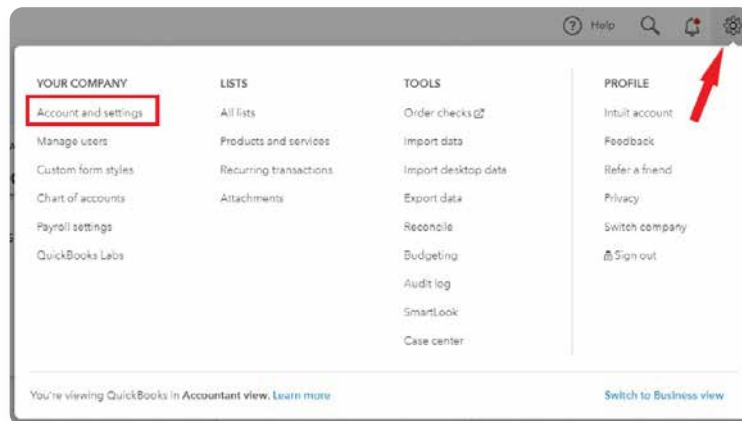 Help
YOUR COMPANY
Account and settings
Manage users
Custom form styles
Chart of accounts
Payroll settings
QuickBooks Labs
LISTS
All lists
Products and services
Recurring transactions
Attachments
TOOLS
Order checks
Import data
Import desktop data
Export data
Reconcile
Budgeting
Audit log
SmartLook
Case center
PROFILE
Intuit account
Feedback
Refer a friend
Privacy
Switch company
Sign out
You're viewing QuickBooks in Accountant view. Learn more
Switch to Business view